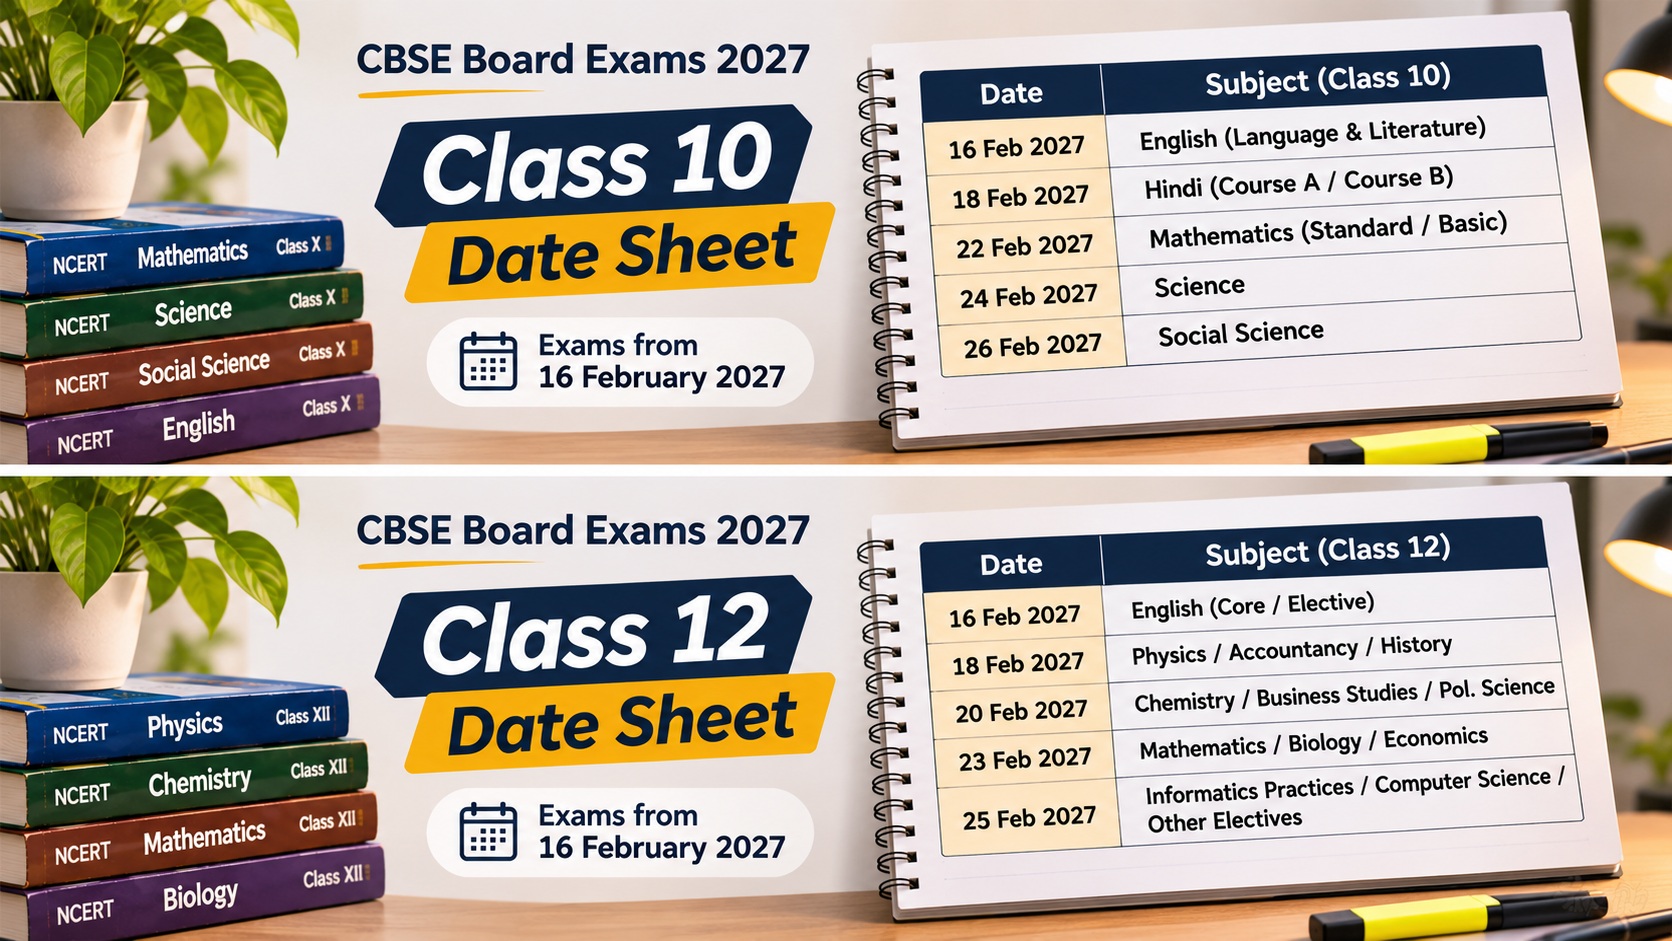 CBSE Board Exams 2027
Class 10
Date Sheet
Exams from
16 February 2027
NCERT Mathematics Class X
NCERT Science Class X
NCERT Social Science Class X
NCERT English Class X
Date Subject (Class 10)
16 Feb 2027 English (Language & Literature)
18 Feb 2027 Hindi (Course A / Course B)
22 Feb 2027 Mathematics (Standard / Basic)
24 Feb 2027 Science
26 Feb 2027 Social Science
CBSE Board Exams 2027
Class 12
Date Sheet
Exams from
16 February 2027
NCERT Physics Class XII
NCERT Chemistry Class XII
NCERT Mathematics Class XII
NCERT Biology Class XII
Date Subject (Class 12)
16 Feb 2027 English (Core / Elective)
18 Feb 2027 Physics / Accountancy / History
20 Feb 2027 Chemistry / Business Studies / Pol. Science
23 Feb 2027 Mathematics / Biology / Economics
25 Feb 2027 Informatics Practices / Computer Science /
Other Electives